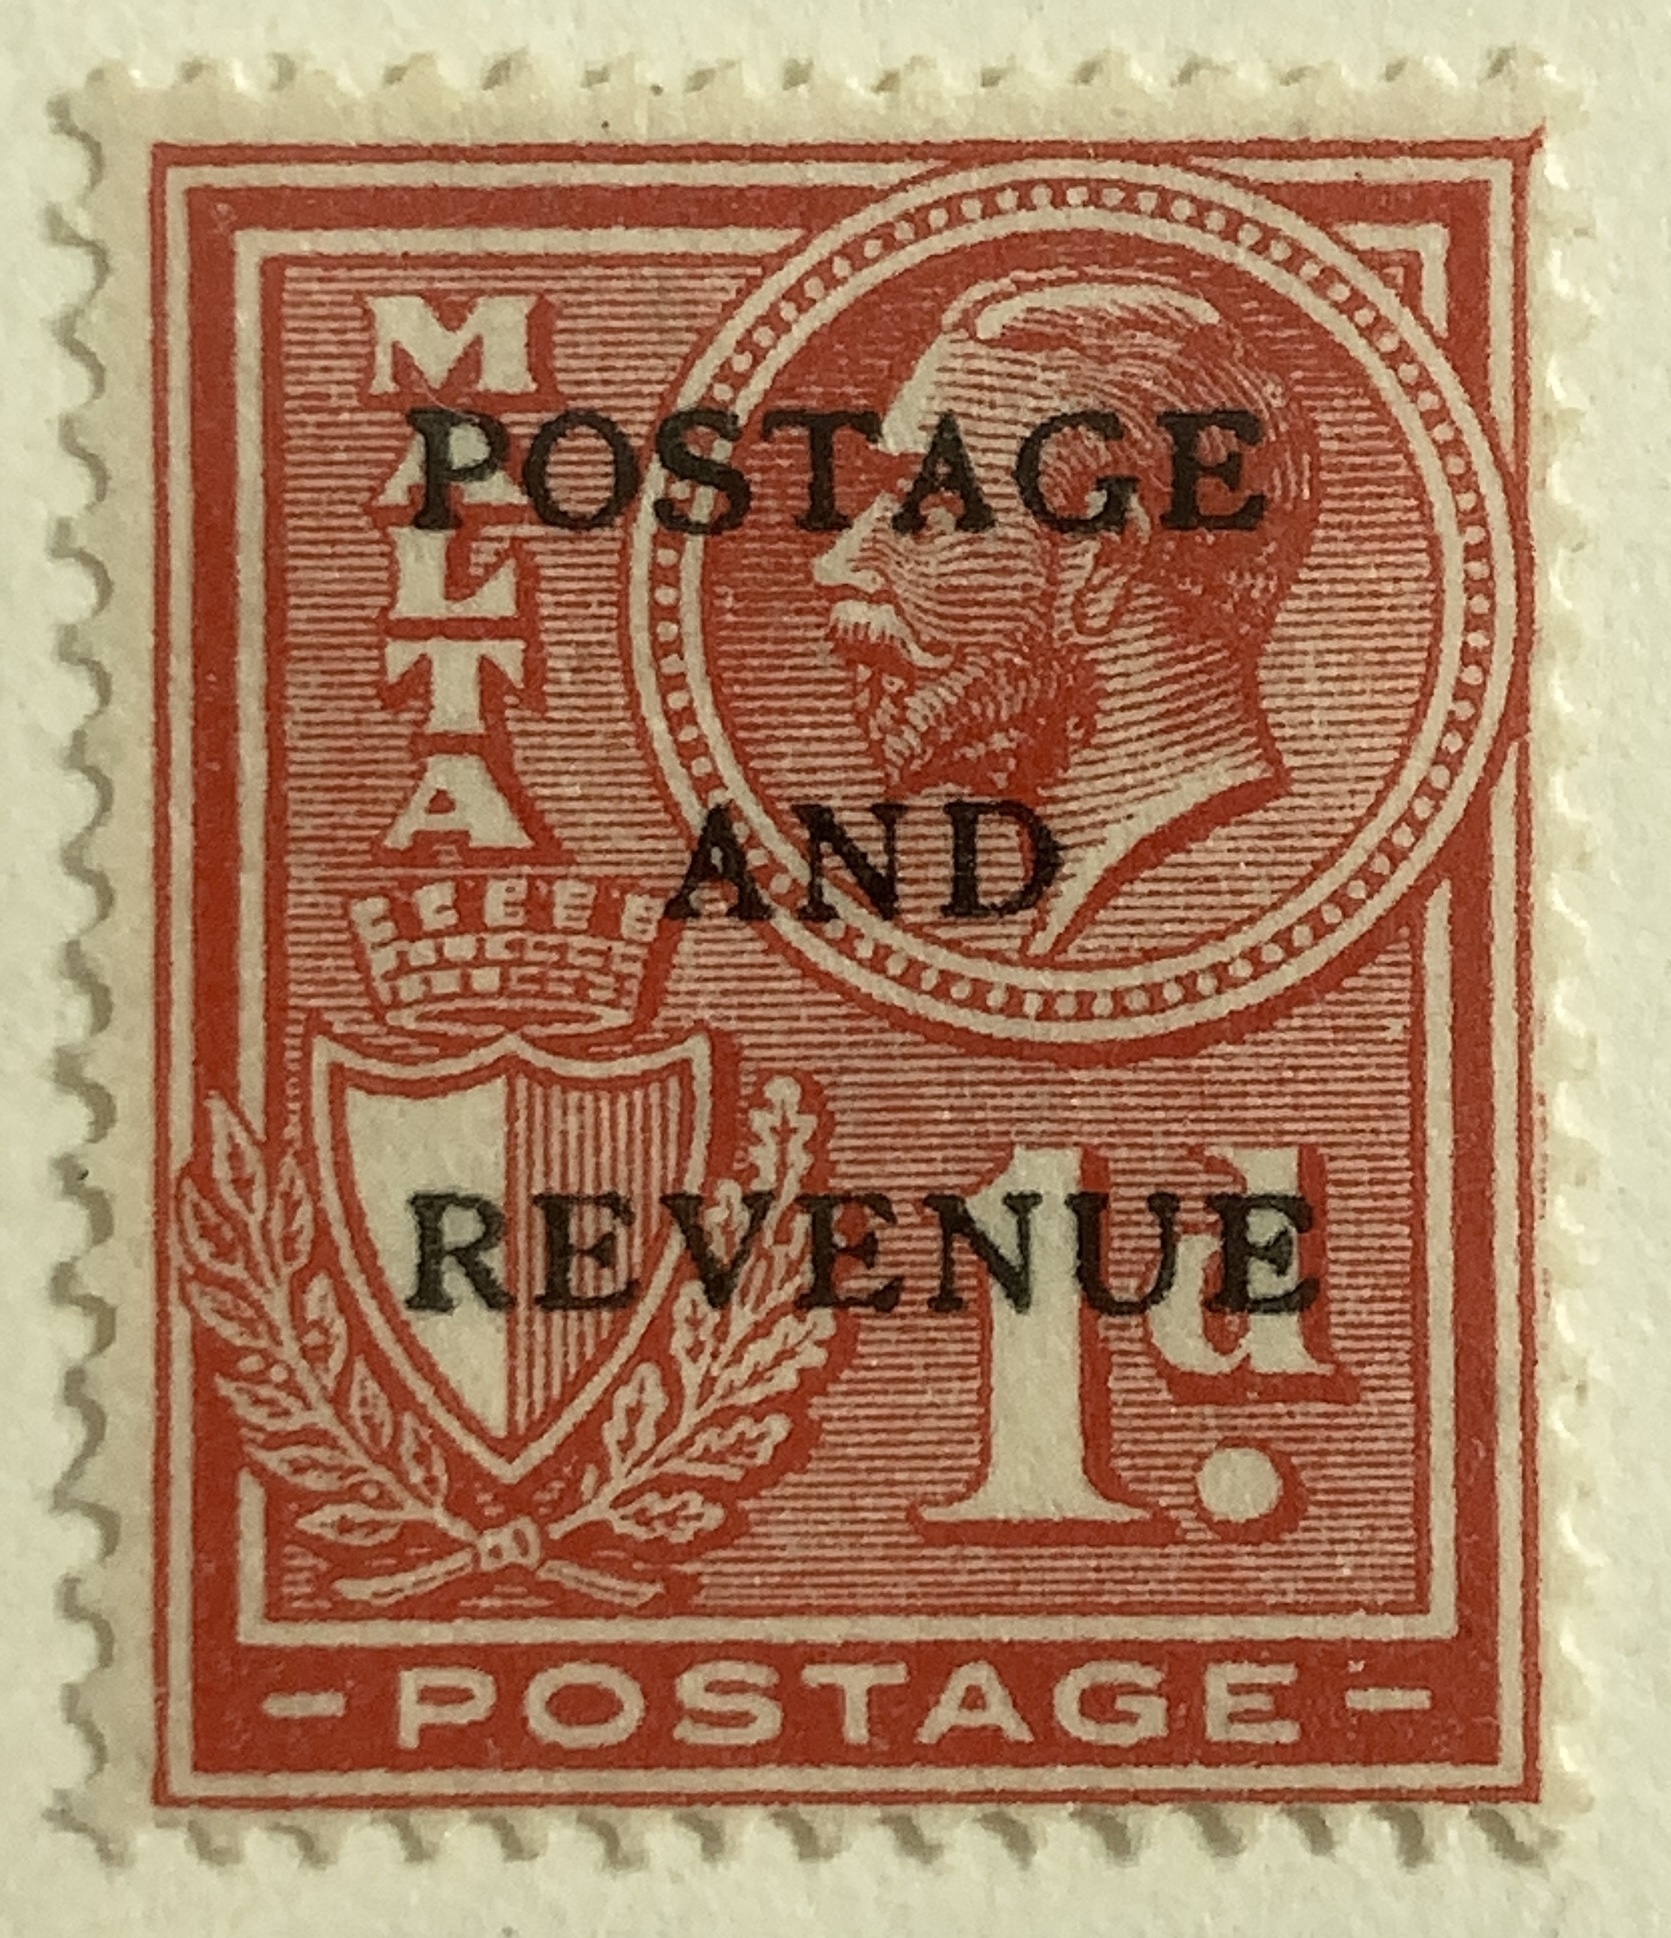 MALTA
POSTAGE
AND
REVENUE
1d.
- POSTAGE -